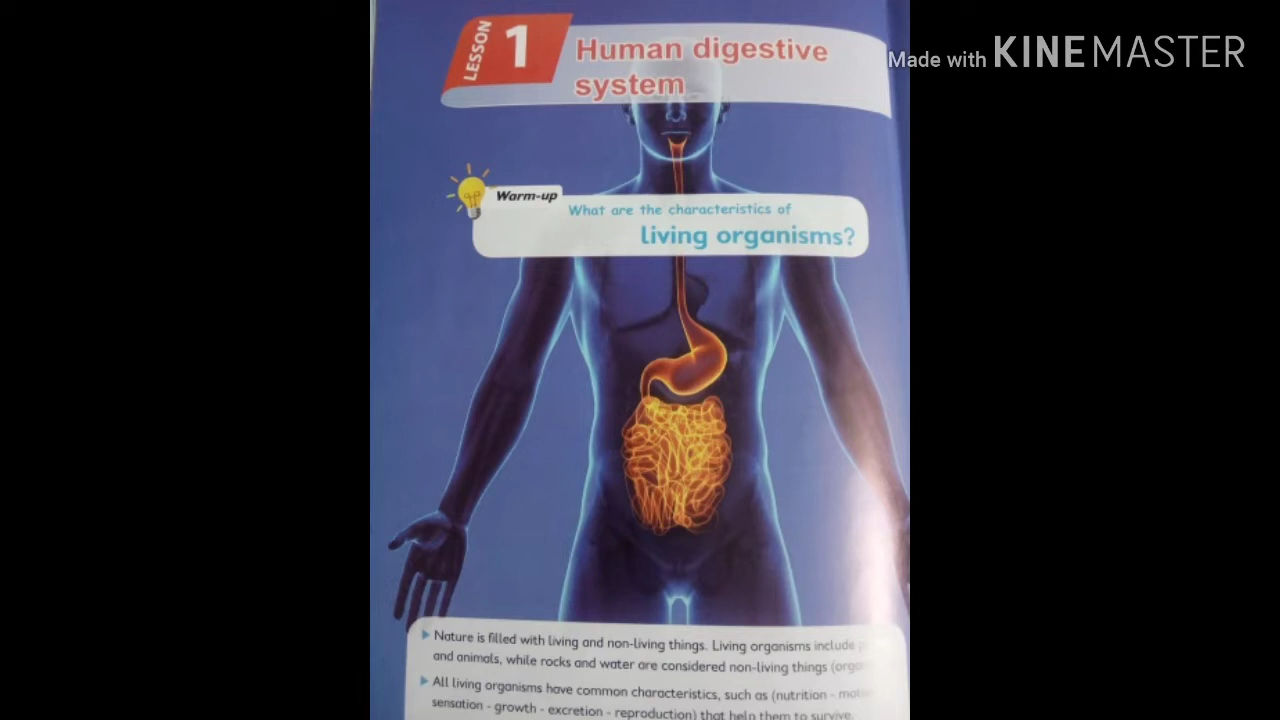 LESSON 1
Human digestive
system
Made with KINEMASTER
Warm-up
What are the characteristics of
living organisms?
Nature is filled with living and non-living things. Living organisms include
and animals, while rocks and water are considered non-living things
All living organisms have common characteristics, such as (nutrition -
sensation - growth - excretion - reproduction) that help them to survive.